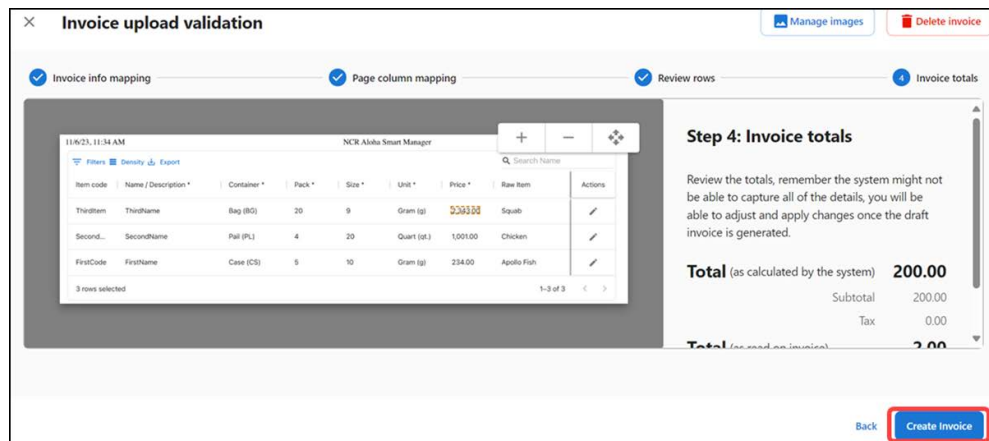 Invoice upload validation
Manage images
Delete invoice
Invoice info mapping
Page column mapping
Review rows
4 Invoice totals
11/6/23, 11:34 AM
NCR Aloha Smart Manager
Filters Density Export
Search Name
Item code Name / Description * Container * Pack * Size * Unit * Price * Raw Item Actions
ThirdItem ThirdName Bag (BG) 20 9 Gram (g) Squab
Second... SecondName Pail (PL) 4 20 Quart (qt.) 1,001.00 Chicken
FirstCode FirstName Case (CS) 5 10 Gram (g) 234.00 Apollo Fish
3 rows selected
1–3 of 3
Step 4: Invoice totals
Review the totals, remember the system might not
be able to capture all of the details, you will be
able to adjust and apply changes once the draft
invoice is generated.
Total (as calculated by the system) 200.00
Subtotal 200.00
Tax 0.00
Total (as read on invoice) 2.00
Back
Create Invoice